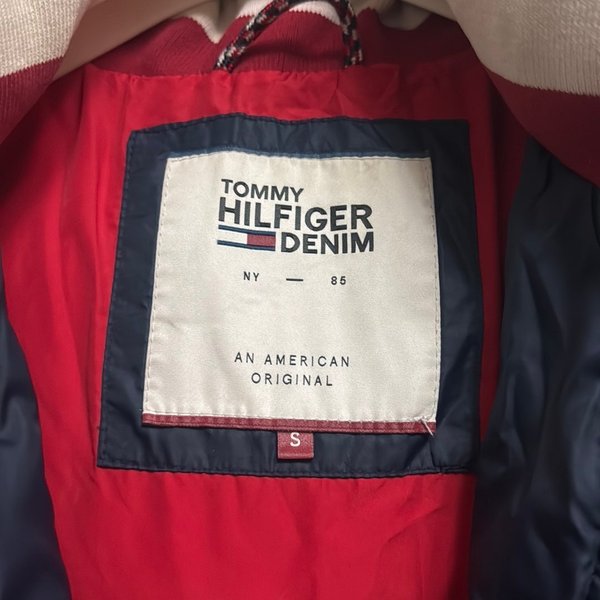 TOMMY
HILFIGER
DENIM
NY — 85
AN AMERICAN
ORIGINAL
S